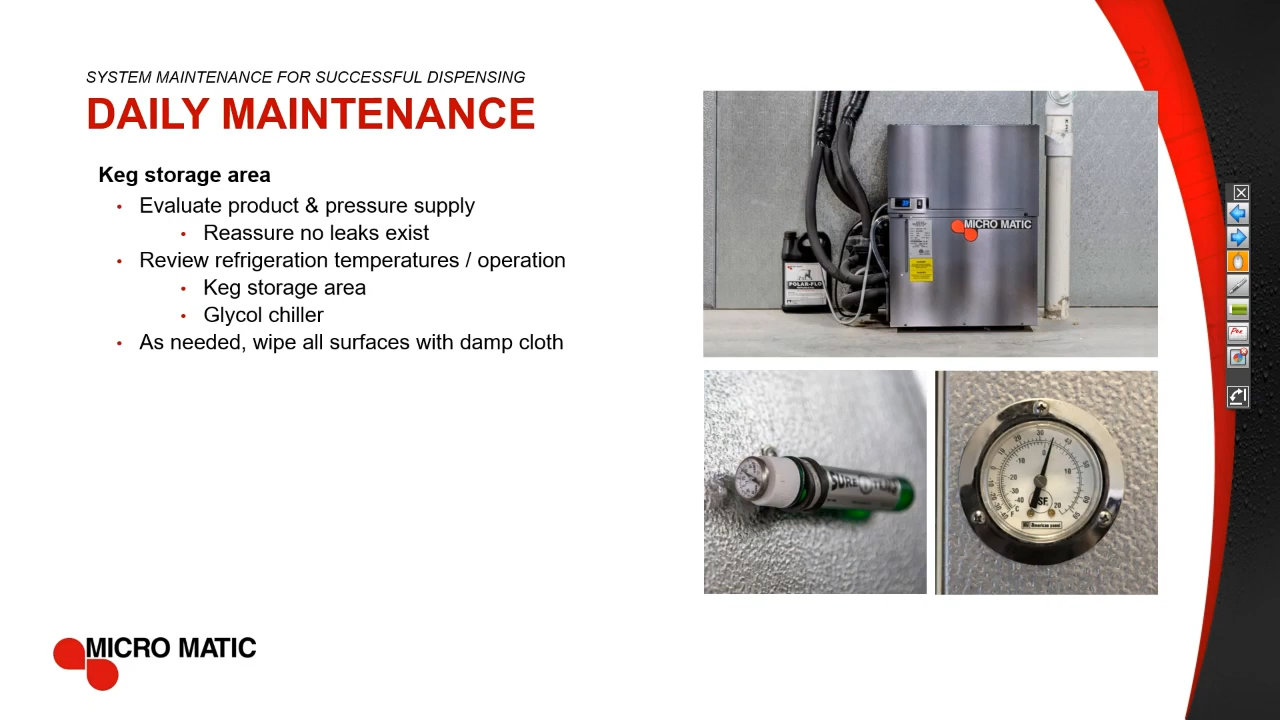 SYSTEM MAINTENANCE FOR SUCCESSFUL DISPENSING
DAILY MAINTENANCE
Keg storage area
• Evaluate product & pressure supply
• Reassure no leaks exist
• Review refrigeration temperatures / operation
• Keg storage area
• Glycol chiller
• As needed, wipe all surfaces with damp cloth
MICRO MATIC
POLAR-FLO
MICRO MATIC